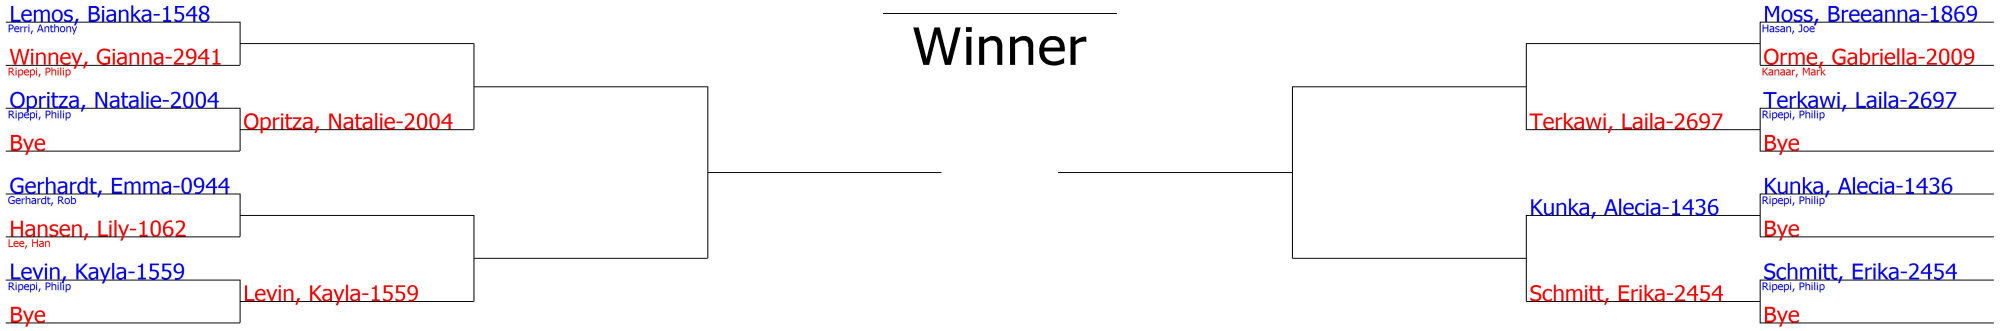 Lemos, Bianka-1548
Perri, Anthony
Winney, Gianna-2941
Ripepi, Philip
Opritza, Natalie-2004
Ripepi, Philip
Bye
Gerhardt, Emma-0944
Gerhardt, Rob
Hansen, Lily-1062
Lee, Han
Levin, Kayla-1559
Ripepi, Philip
Bye
Opritza, Natalie-2004
Levin, Kayla-1559
Winner
Terkawi, Laila-2697
Kunka, Alecia-1436
Schmitt, Erika-2454
Moss, Breeanna-1869
Hasan, Joe
Orme, Gabriella-2009
Kanaar, Mark
Terkawi, Laila-2697
Ripepi, Philip
Bye
Kunka, Alecia-1436
Ripepi, Philip
Bye
Schmitt, Erika-2454
Ripepi, Philip
Bye